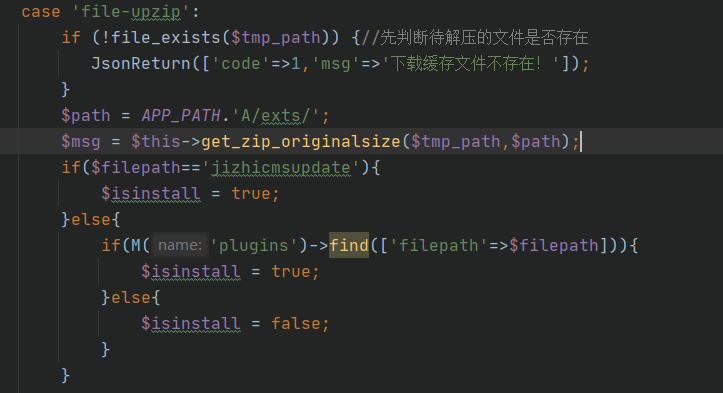 case 'file-upzip':
if (!file_exists($tmp_path)) {//先判断待解压的文件是否存在
JsonReturn(['code'=>1,'msg'=>'下载缓存文件不存在！']);
}
$path = APP_PATH.'A/exts/';
$msg = $this->get_zip_originalsize($tmp_path,$path);
if($filepath=='jizhicmsupdate'){
$isinstall = true;
}else{
if(M( name: 'plugins')->find(['filepath'=>$filepath])){
$isinstall = true;
}else{
$isinstall = false;
}
}